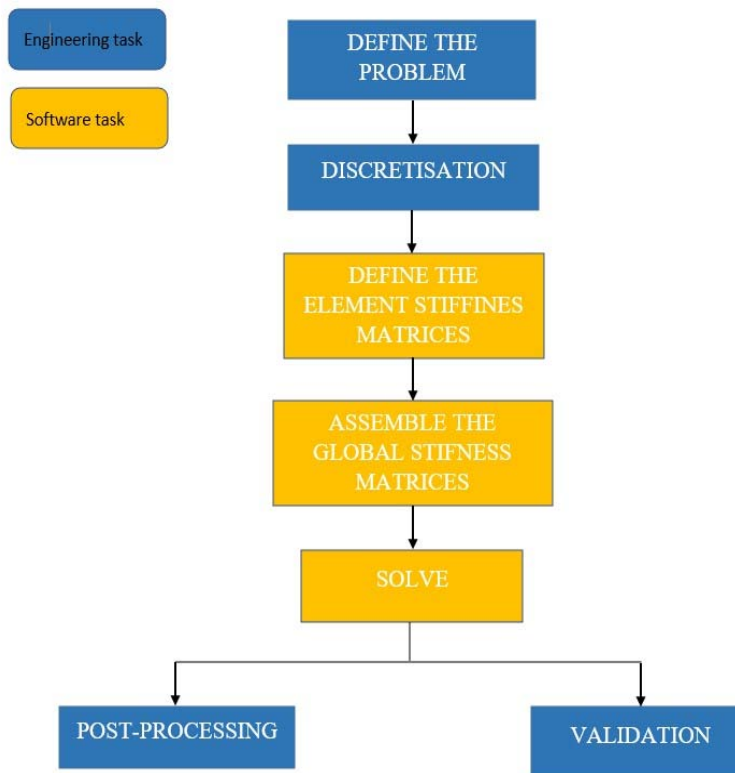 Engineering task
Software task
DEFINE THE
PROBLEM
DISCRETISATION
DEFINE THE
ELEMENT STIFFINES
MATRICES
ASSEMBLE THE
GLOBAL STIFNESS
MATRICES
SOLVE
POST-PROCESSING
VALIDATION